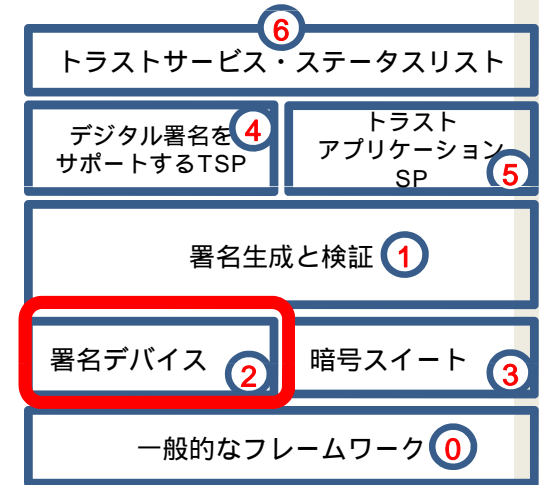 6
トラストサービス・ステータスリスト
デジタル署名を 4
サポートするTSP
トラスト
アプリケーション
SP 5
署名生成と検証 1
署名デバイス 2
暗号スイート 3
一般的なフレームワーク 0